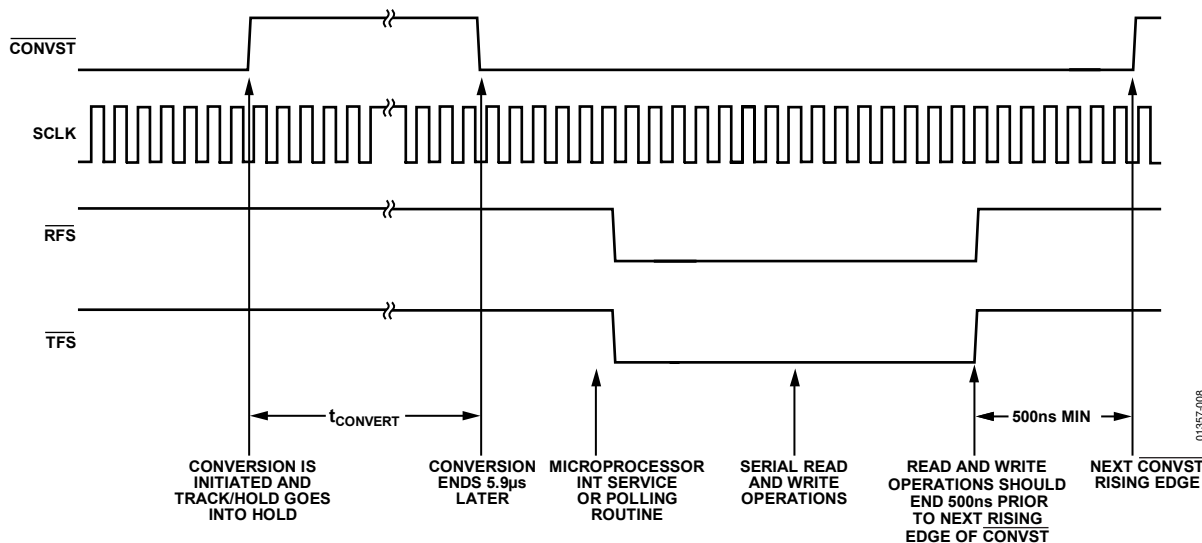 CONVST
SCLK
RFS
TFS
tCONVERT
500ns MIN
CONVERSION IS
INITIATED AND
TRACK/HOLD GOES
INTO HOLD
CONVERSION
ENDS 5.9µs
LATER
MICROPROCESSOR
INT SERVICE
OR POLLING
ROUTINE
SERIAL READ
AND WRITE
OPERATIONS
READ AND WRITE
OPERATIONS SHOULD
END 500ns PRIOR
TO NEXT RISING
EDGE OF CONVST
NEXT CONVST
RISING EDGE
01357-008